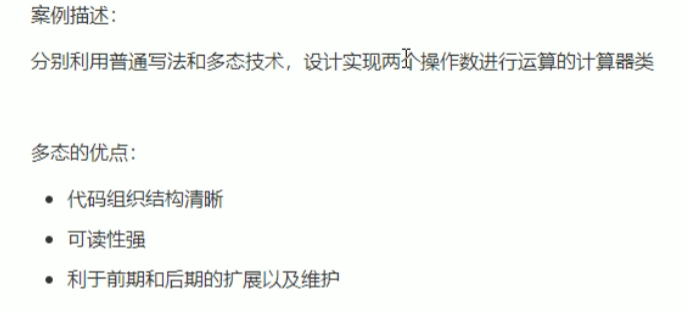 案例描述：
分别利用普通写法和多态技术，设计实现两个操作数进行运算的计算器类
多态的优点：
代码组织结构清晰
可读性强
利于前期和后期的扩展以及维护